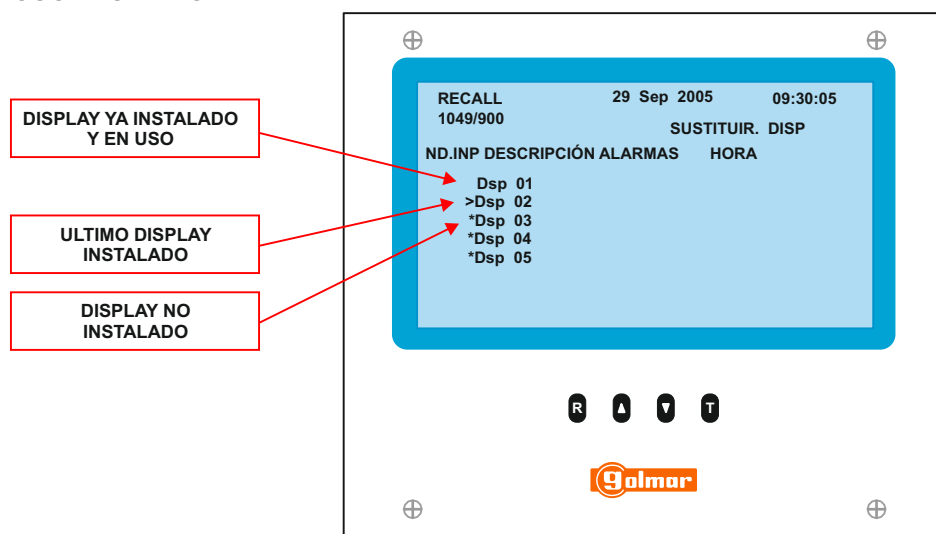 DISPLAY YA INSTALADO
Y EN USO
ULTIMO DISPLAY
INSTALADO
DISPLAY NO
INSTALADO
RECALL 29 Sep 2005 09:30:05
1049/900
SUSTITUIR. DISP
ND.INP DESCRIPCIÓN ALARMAS HORA
Dsp 01
>Dsp 02
*Dsp 03
*Dsp 04
*Dsp 05
R T
golmar